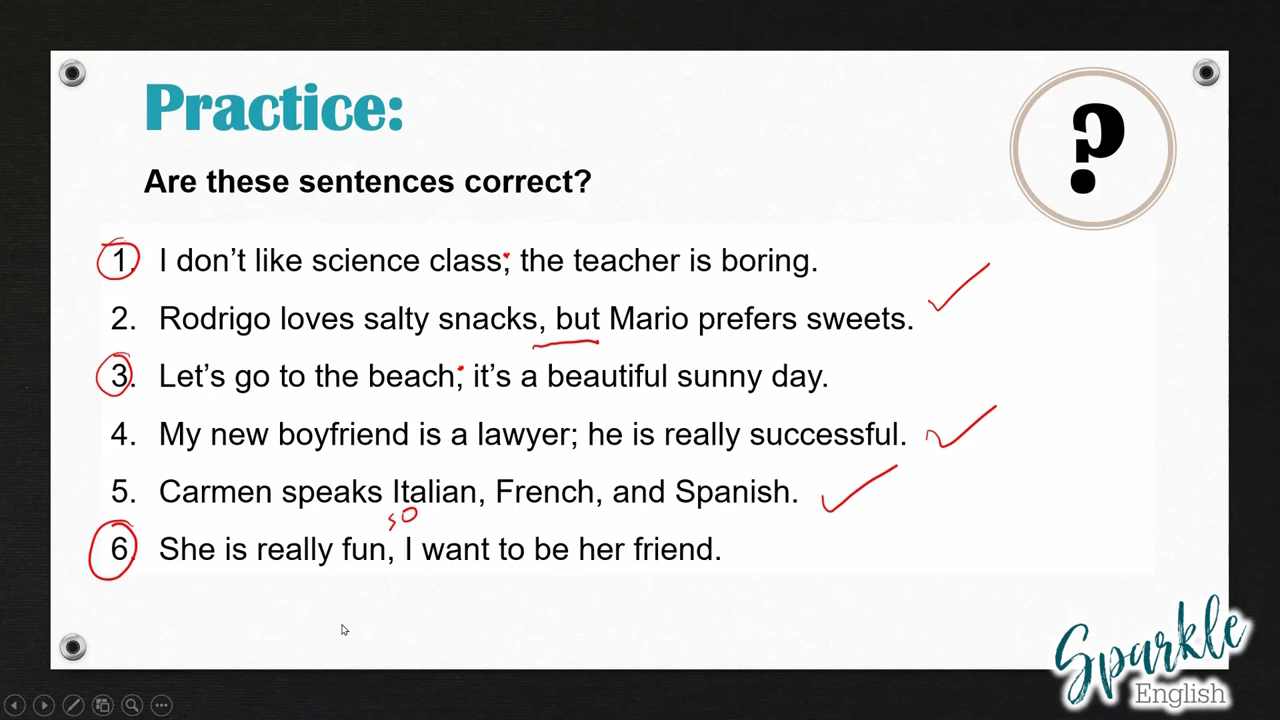 Practice:
?
Are these sentences correct?
1. I don't like science class; the teacher is boring.
2. Rodrigo loves salty snacks, but Mario prefers sweets.
3. Let's go to the beach; it's a beautiful sunny day.
4. My new boyfriend is a lawyer; he is really successful.
5. Carmen speaks Italian, French, and Spanish.
so
6. She is really fun, I want to be her friend.
Sparkle
English